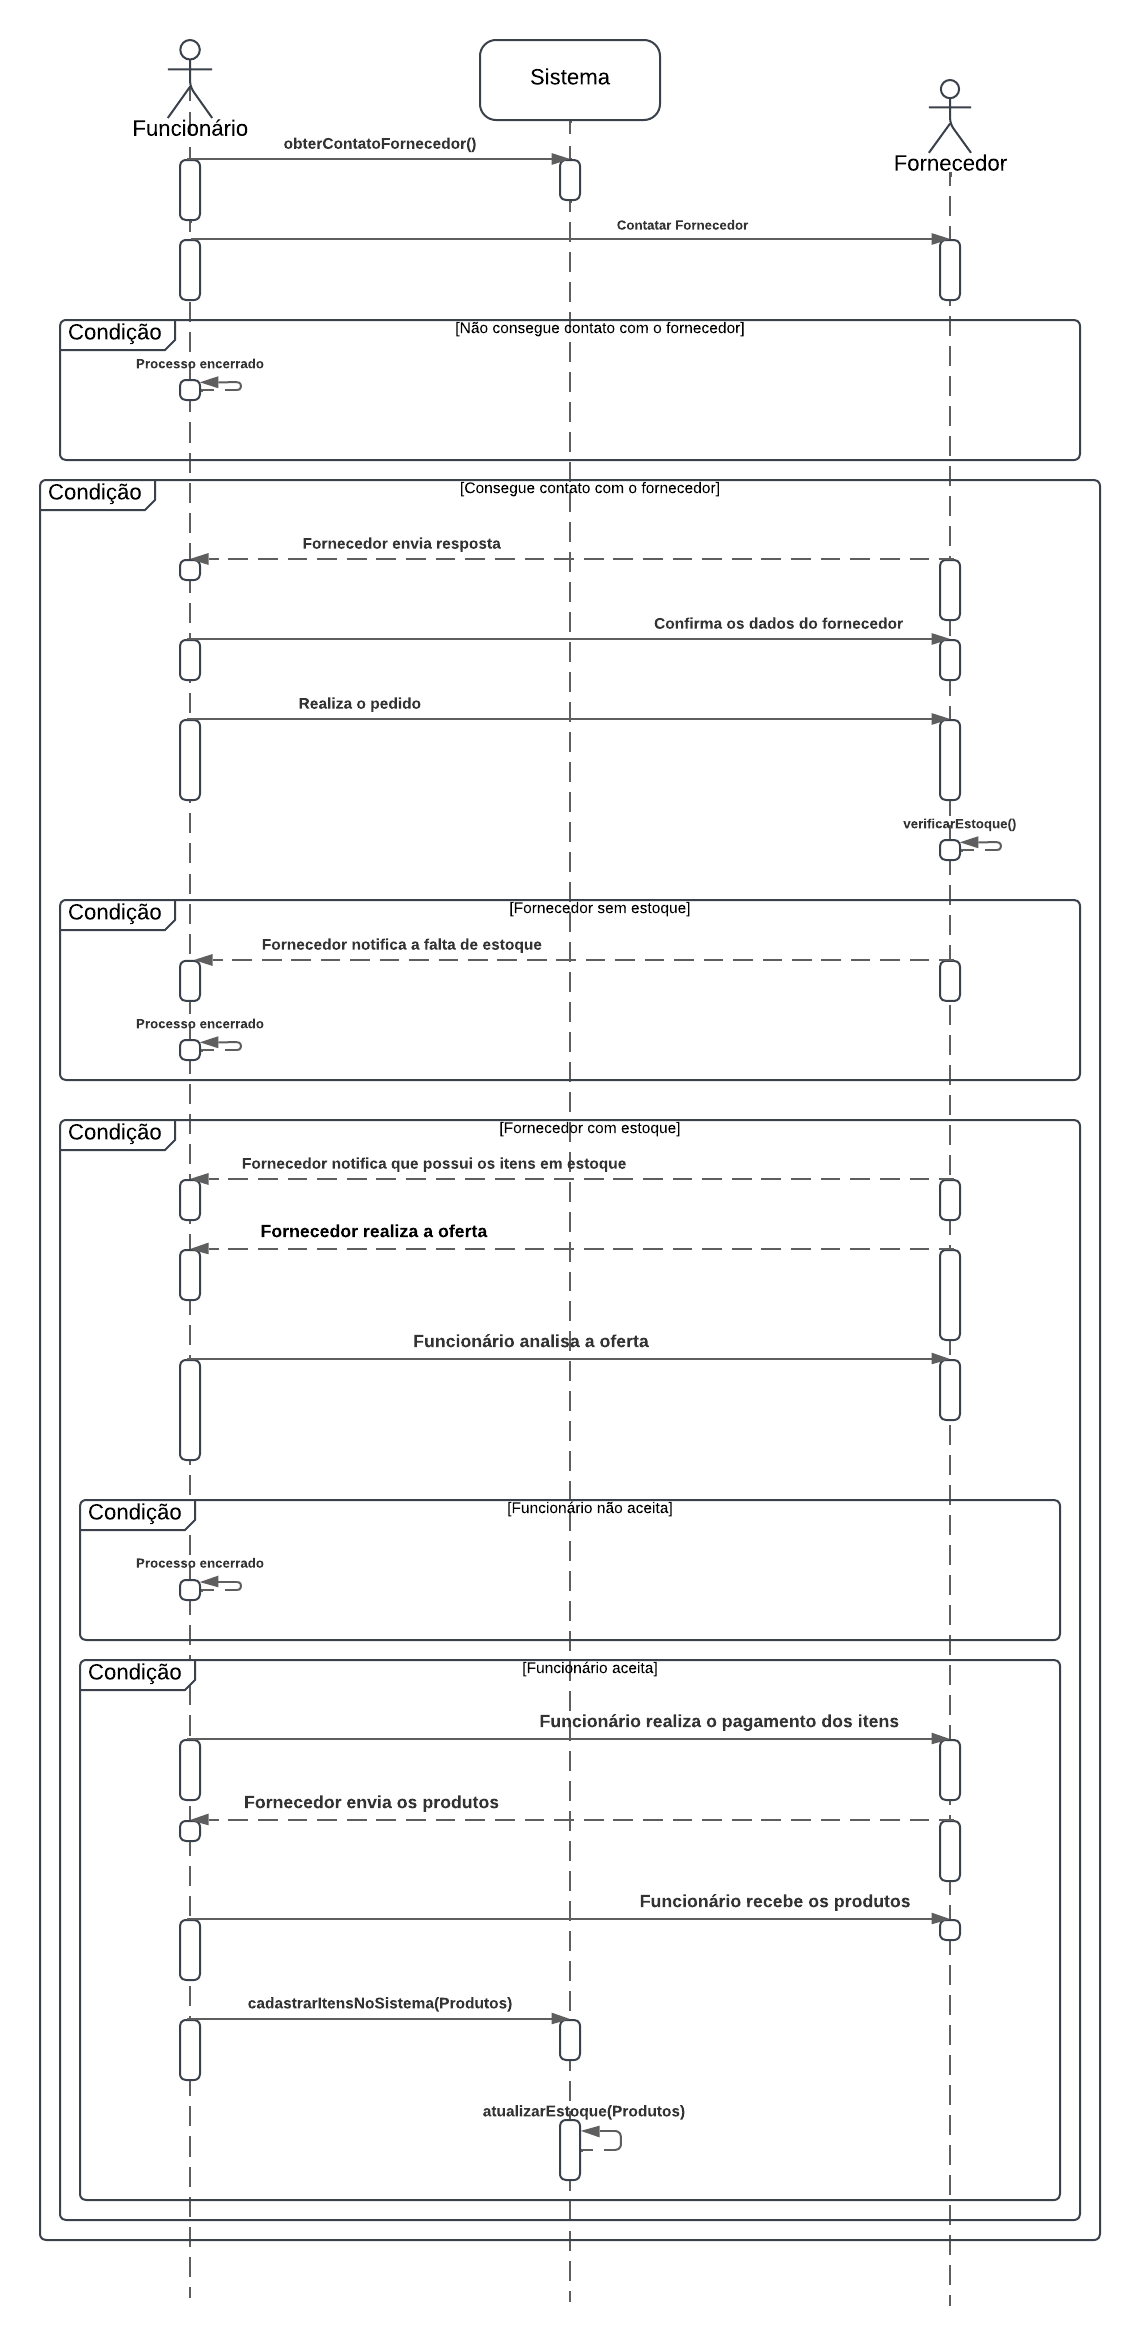 Sistema
Funcionário
Fornecedor
obterContatoFornecedor()
Contatar Fornecedor
Condição
[Não consegue contato com o fornecedor]
Processo encerrado
Condição
[Consegue contato com o fornecedor]
Fornecedor envia resposta
Confirma os dados do fornecedor
Realiza o pedido
verificarEstoque()
Condição
[Fornecedor sem estoque]
Fornecedor notifica a falta de estoque
Processo encerrado
Condição
[Fornecedor com estoque]
Fornecedor notifica que possui os itens em estoque
Fornecedor realiza a oferta
Funcionário analisa a oferta
Condição
[Funcionário não aceita]
Processo encerrado
Condição
[Funcionário aceita]
Funcionário realiza o pagamento dos itens
Fornecedor envia os produtos
Funcionário recebe os produtos
cadastrarItensNoSistema(Produtos)
atualizarEstoque(Produtos)